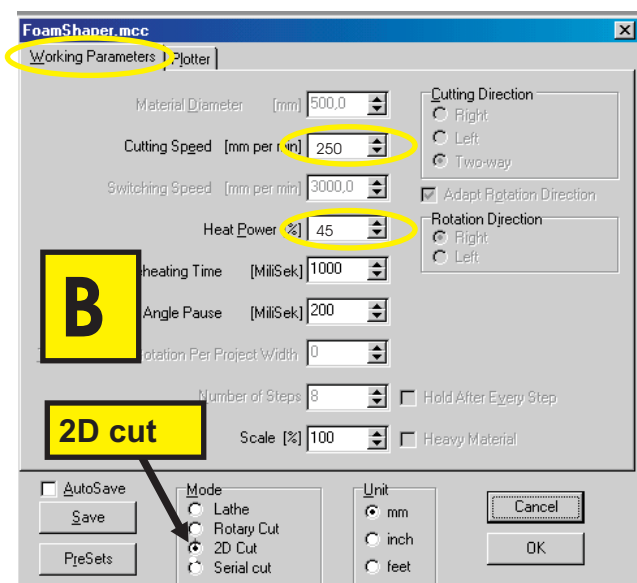 FoamShaper.mcc
Working Parameters Plotter
Material Diameter [mm] 500,0
Cutting Speed [mm per min] 250
Switching Speed [mm per min] 3000,0
Heat Power [%] 45
eheating Time [MiliSek] 1000
Angle Pause [MiliSek] 200
otation Per Project Width 0
Number of Steps 8
Hold After Every Step
Scale [%] 100
Heavy Material
Cutting Direction
Right
Left
Two-way
Adapt Rotation Direction
Rotation Direction
Right
Left
B
2D cut
AutoSave
Save
PreSets
Mode
Lathe
Rotary Cut
2D Cut
Serial cut
Unit
mm
inch
feet
Cancel
OK